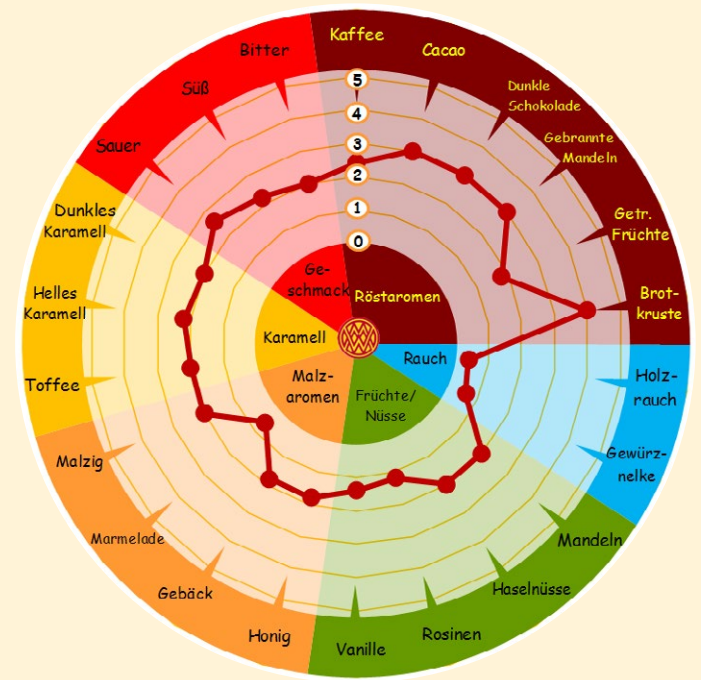 Kaffee
Cacao
Dunkle
Schokolade
Gebrannte
Mandeln
Getr.
Früchte
Brot-
kruste
Holz-
rauch
Gewürz-
nelke
Mandeln
Haselnüsse
Rosinen
Vanille
Honig
Gebäck
Marmelade
Malzig
Toffee
Helles
Karamell
Dunkles
Karamell
Sauer
Süß
Bitter
5
4
3
2
1
0
Ge-
schmack
Röstaromen
Rauch
Früchte/
Nüsse
Malz-
aromen
Karamell